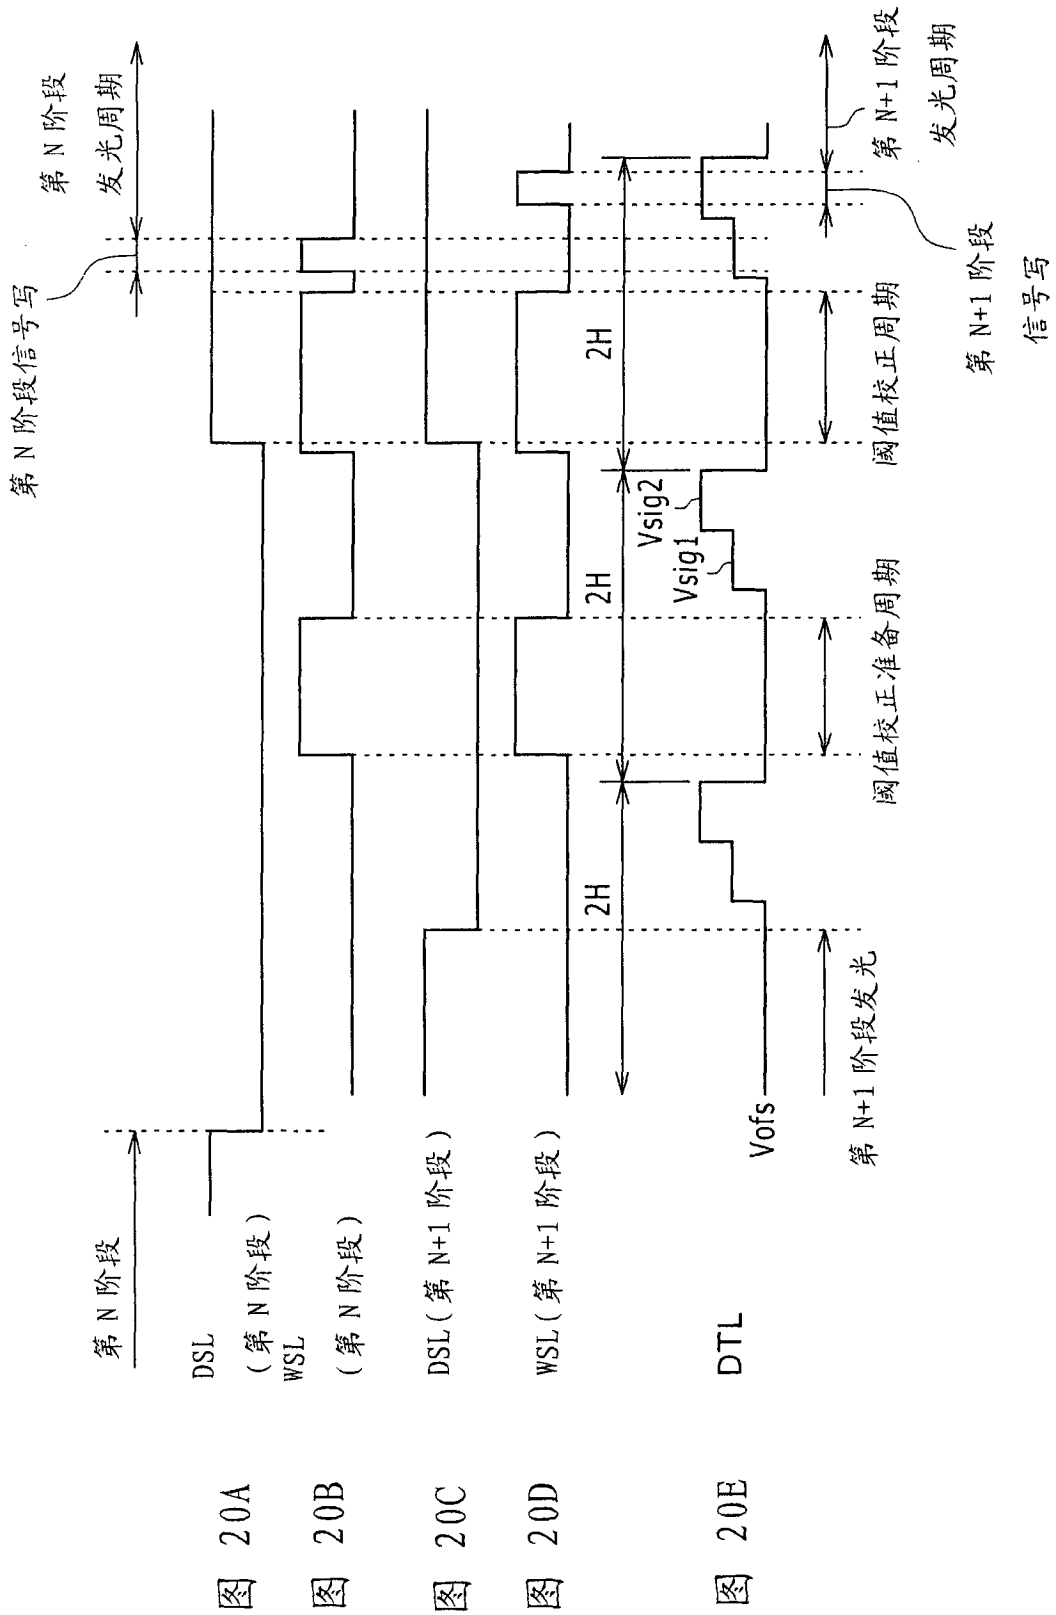 第 N 阶段
第 N 阶段信号写
第 N 阶段
发光周期
图 20A
DSL
(第 N 阶段)
图 20B
WSL
(第 N 阶段)
图 20C
DSL(第 N+1 阶段)
图 20D
WSL(第 N+1 阶段)
2H
2H
2H
图 20E
DTL
Vofs
Vsig1
Vsig2
第 N+1 阶段发光
阈值校正准备周期
阈值校正周期
第 N+1 阶段
信号写
第 N+1 阶段
发光周期